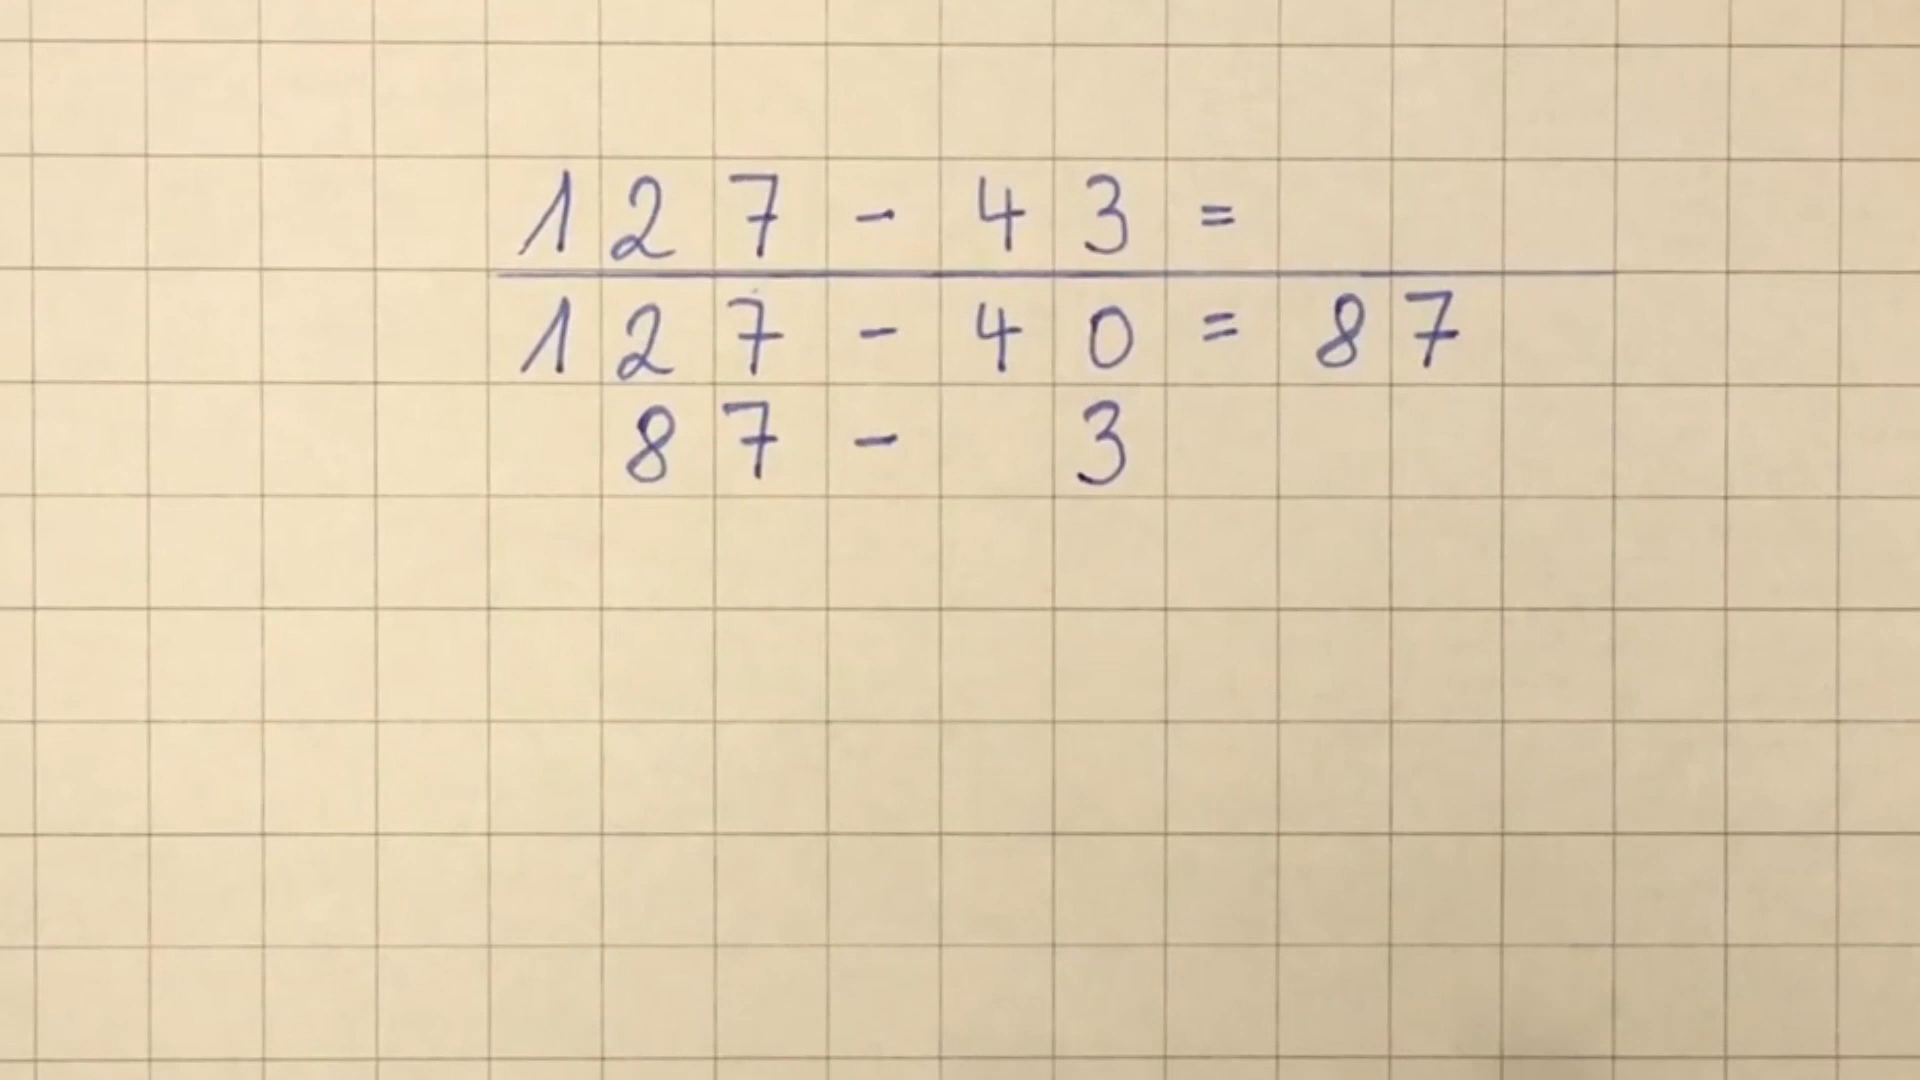 127 - 43 =
127 - 40 = 87
87 - 3